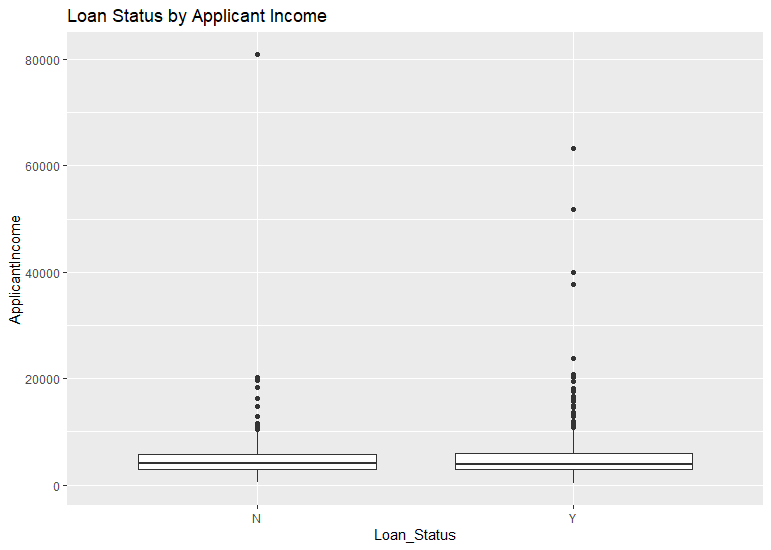 Loan Status by Applicant Income
80000
60000
40000
20000
0
ApplicantIncome
N
Y
Loan_Status